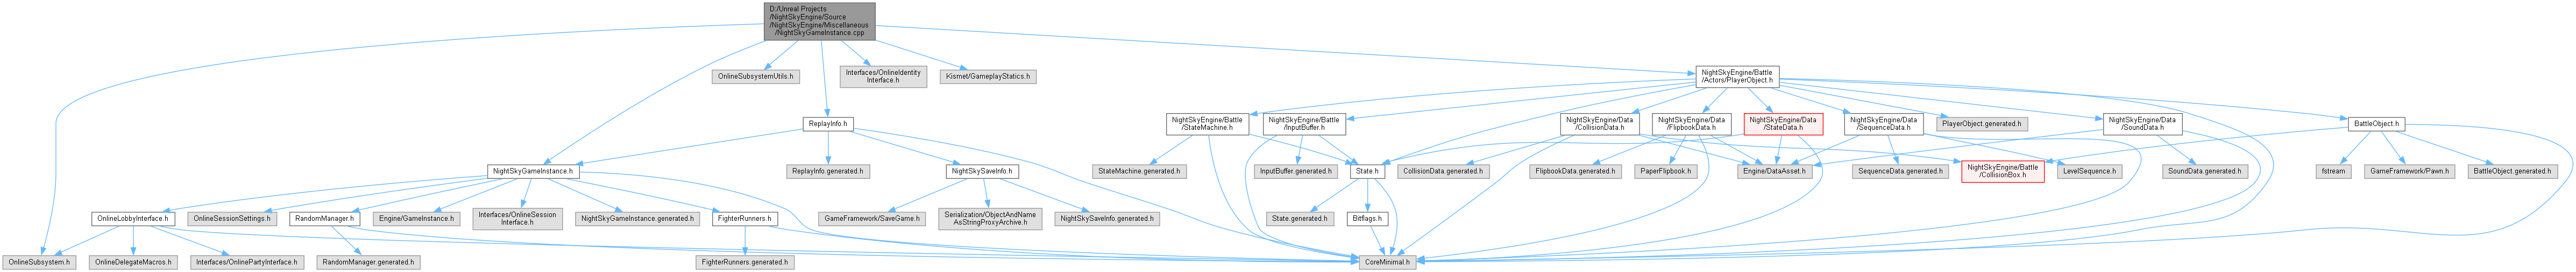 D:/Unreal Projects
/NightSkyEngine/Source
/NightSkyEngine/Miscellaneous
/NightSkyGameInstance.cpp
OnlineSubsystemUtils.h
Interfaces/OnlineIdentity
Interface.h
Kismet/GameplayStatics.h
NightSkyEngine/Battle
/Actors/PlayerObject.h
ReplayInfo.h
NightSkyEngine/Battle
/StateMachine.h
NightSkyEngine/Battle
/InputBuffer.h
NightSkyEngine/Data
/CollisionData.h
NightSkyEngine/Data
/FlipbookData.h
NightSkyEngine/Data
/StateData.h
NightSkyEngine/Data
/SequenceData.h
PlayerObject.generated.h
NightSkyEngine/Data
/SoundData.h
BattleObject.h
NightSkyGameInstance.h
ReplayInfo.generated.h
NightSkySaveInfo.h
StateMachine.generated.h
InputBuffer.generated.h
State.h
CollisionData.generated.h
FlipbookData.generated.h
PaperFlipbook.h
Engine/DataAsset.h
SequenceData.generated.h
NightSkyEngine/Battle
/CollisionBox.h
LevelSequence.h
SoundData.generated.h
fstream
GameFramework/Pawn.h
BattleObject.generated.h
OnlineLobbyInterface.h
OnlineSessionSettings.h
RandomManager.h
Engine/GameInstance.h
Interfaces/OnlineSession
Interface.h
NightSkyGameInstance.generated.h
FighterRunners.h
GameFramework/SaveGame.h
Serialization/ObjectAndName
AsStringProxyArchive.h
NightSkySaveInfo.generated.h
State.generated.h
Bitflags.h
OnlineSubsystem.h
OnlineDelegateMacros.h
Interfaces/OnlinePartyInterface.h
RandomManager.generated.h
FighterRunners.generated.h
CoreMinimal.h